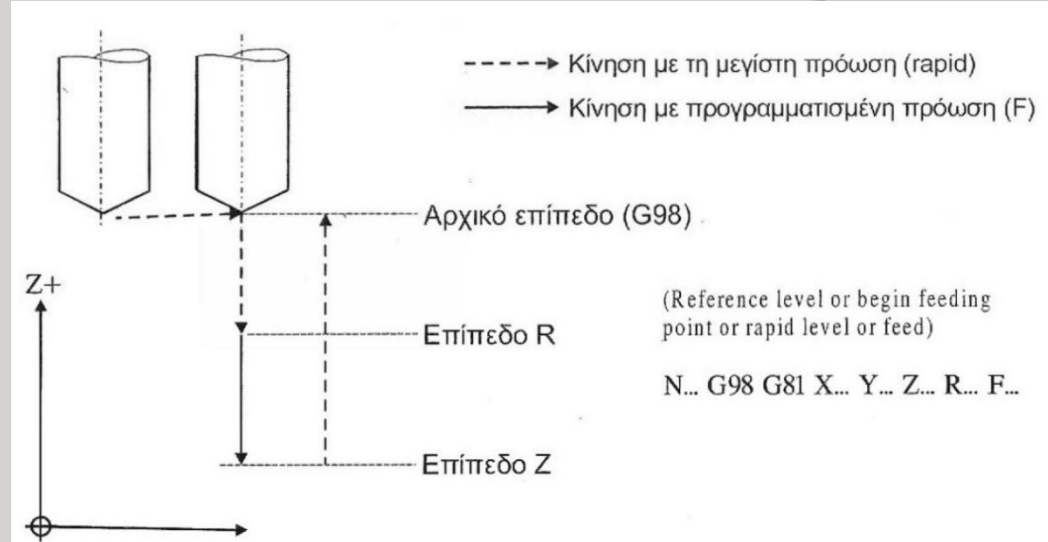 Κίνηση με τη μεγίστη πρόωση (rapid)
Κίνηση με προγραμματισμένη πρόωση (F)
Αρχικό επίπεδο (G98)
Z+
Επίπεδο R
(Reference level or begin feeding
point or rapid level or feed)
N... G98 G81 X... Y... Z... R... F...
Επίπεδο Z